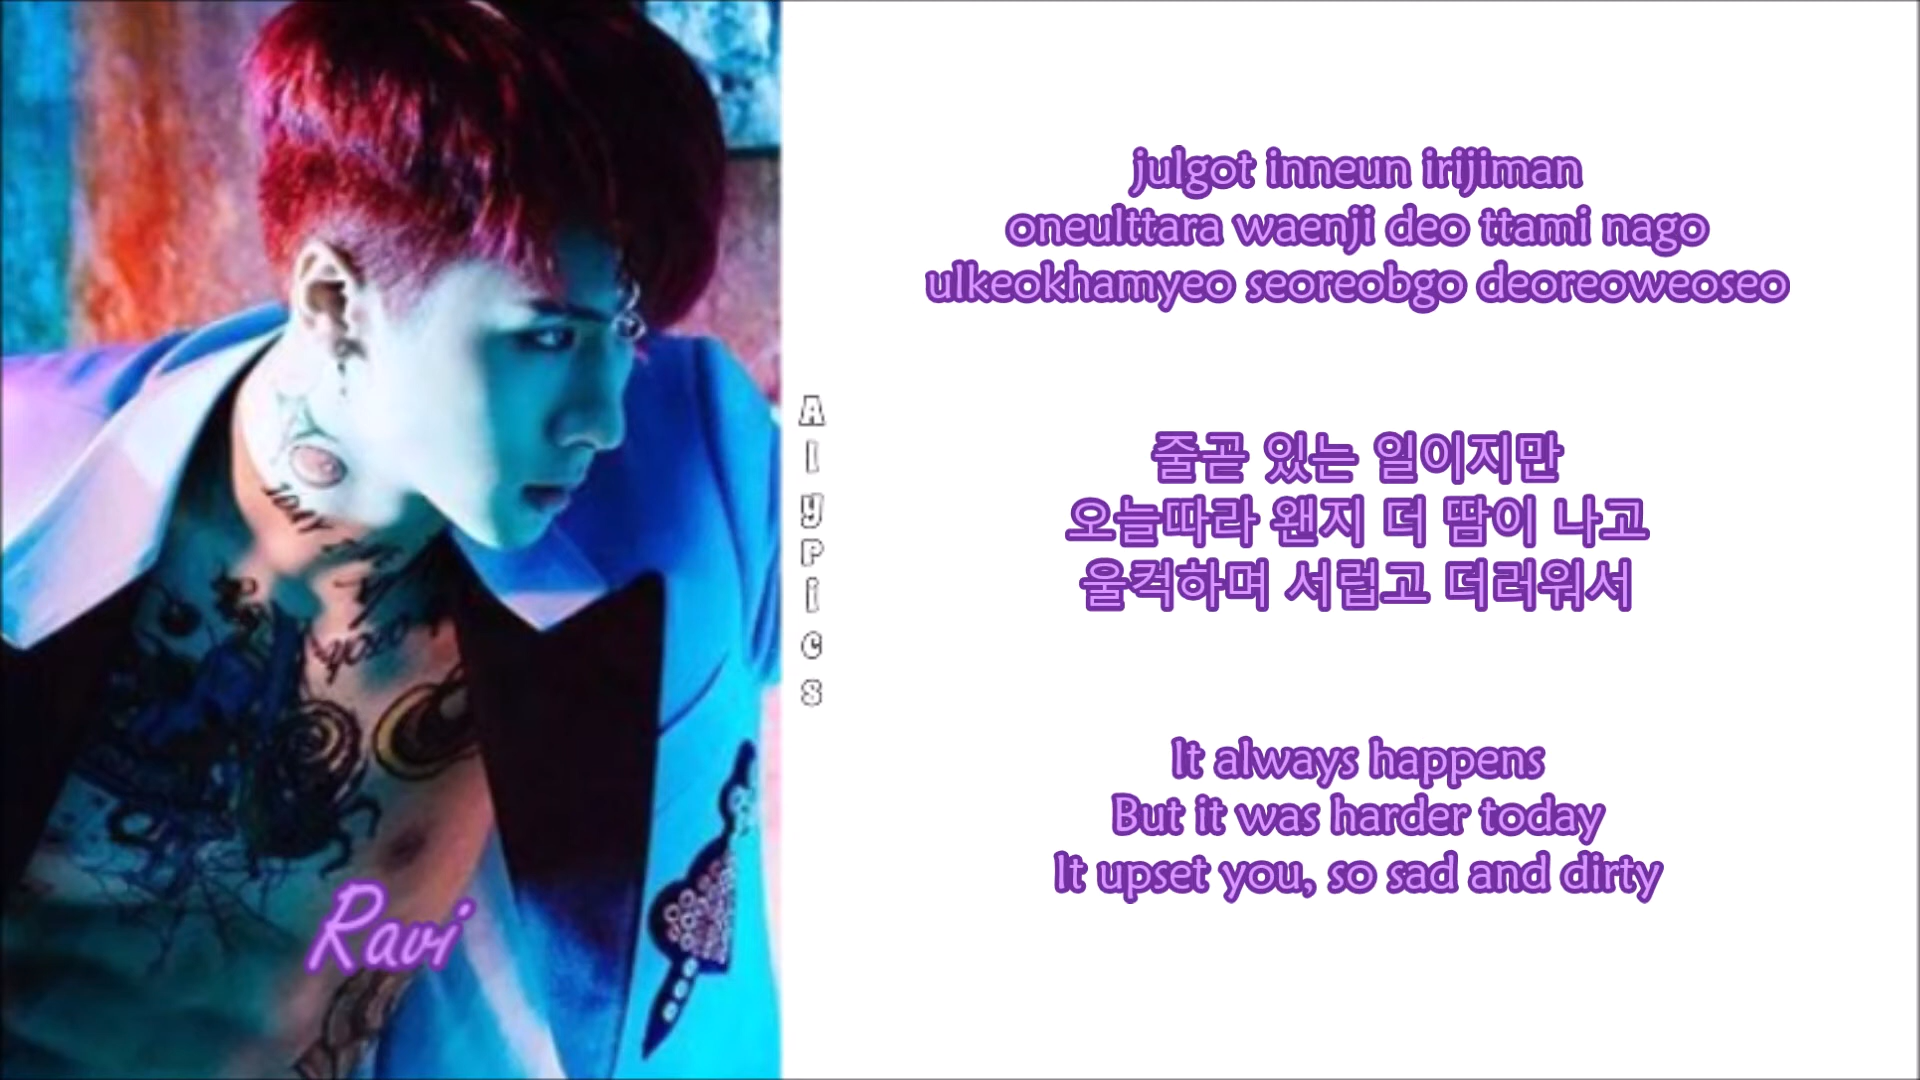 Ravi
AlyPics
julgot inneun irijiman
oneulttara waenji deo ttami nago
ulkeokhamyeo seoreobgo deoreoweoseo
줄곧 있는 일이지만
오늘따라 왠지 더 땀이 나고
울컥하며 서럽고 더러워서
It always happens
But it was harder today
It upset you, so sad and dirty